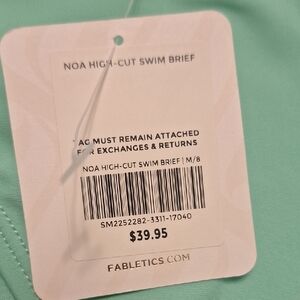 NOA HIGH-CUT SWIM BRIEF
TAG MUST REMAIN ATTACHED
FOR EXCHANGES & RETURNS
NOA HIGH-CUT SWIM BRIEF | M/8
SM2252282-3311-17040
$39.95
FABLETICS.COM